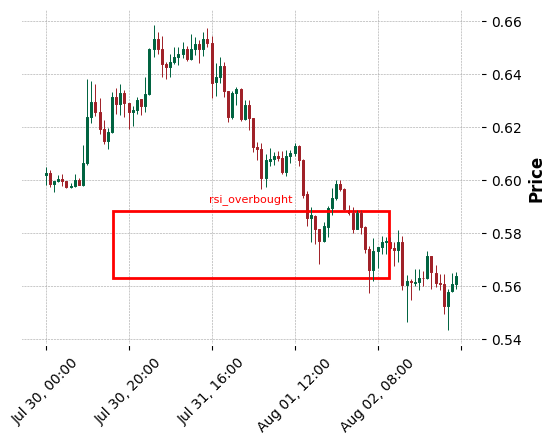 0.66
0.64
0.62
0.60
rsi_overbought
0.58
0.56
0.54
Price
Jul 30, 00:00
Jul 30, 20:00
Jul 31, 16:00
Aug 01, 12:00
Aug 02, 08:00